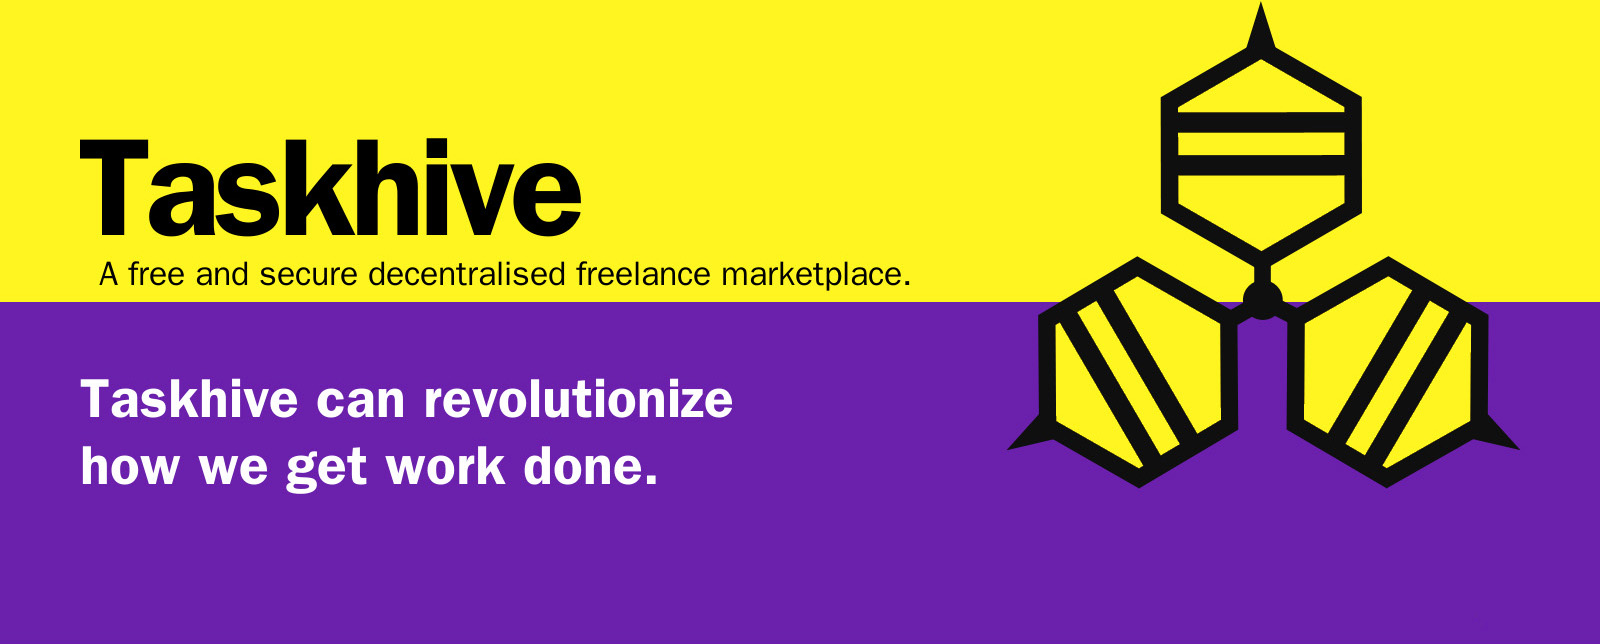 Taskhive
A free and secure decentralised freelance marketplace.
Taskhive can revolutionize
how we get work done.